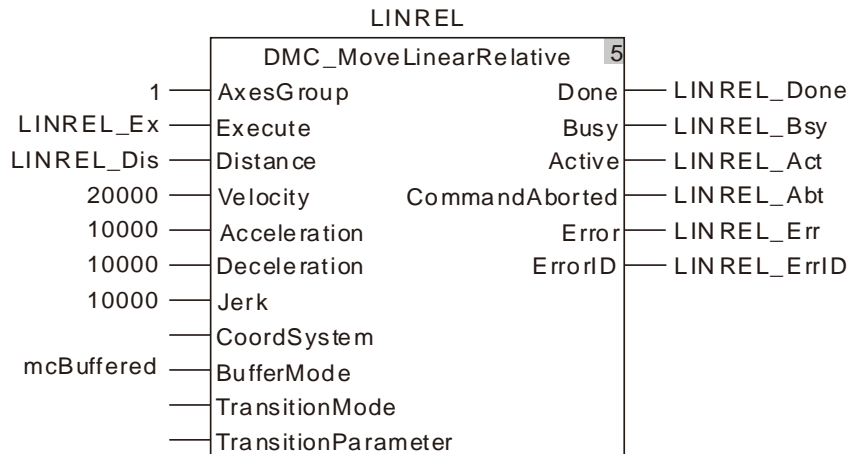 LINREL
DMC_MoveLinearRelative 5
1 AxesGroup Done LINREL_Done
LINREL_Ex Execute Busy LINREL_Bsy
LINREL_Dis Distance Active LINREL_Act
20000 Velocity CommandAborted LINREL_Abt
10000 Acceleration Error LINREL_Err
10000 Deceleration ErrorID LINREL_ErrID
10000 Jerk
CoordSystem
mcBuffered BufferMode
TransitionMode
TransitionParameter